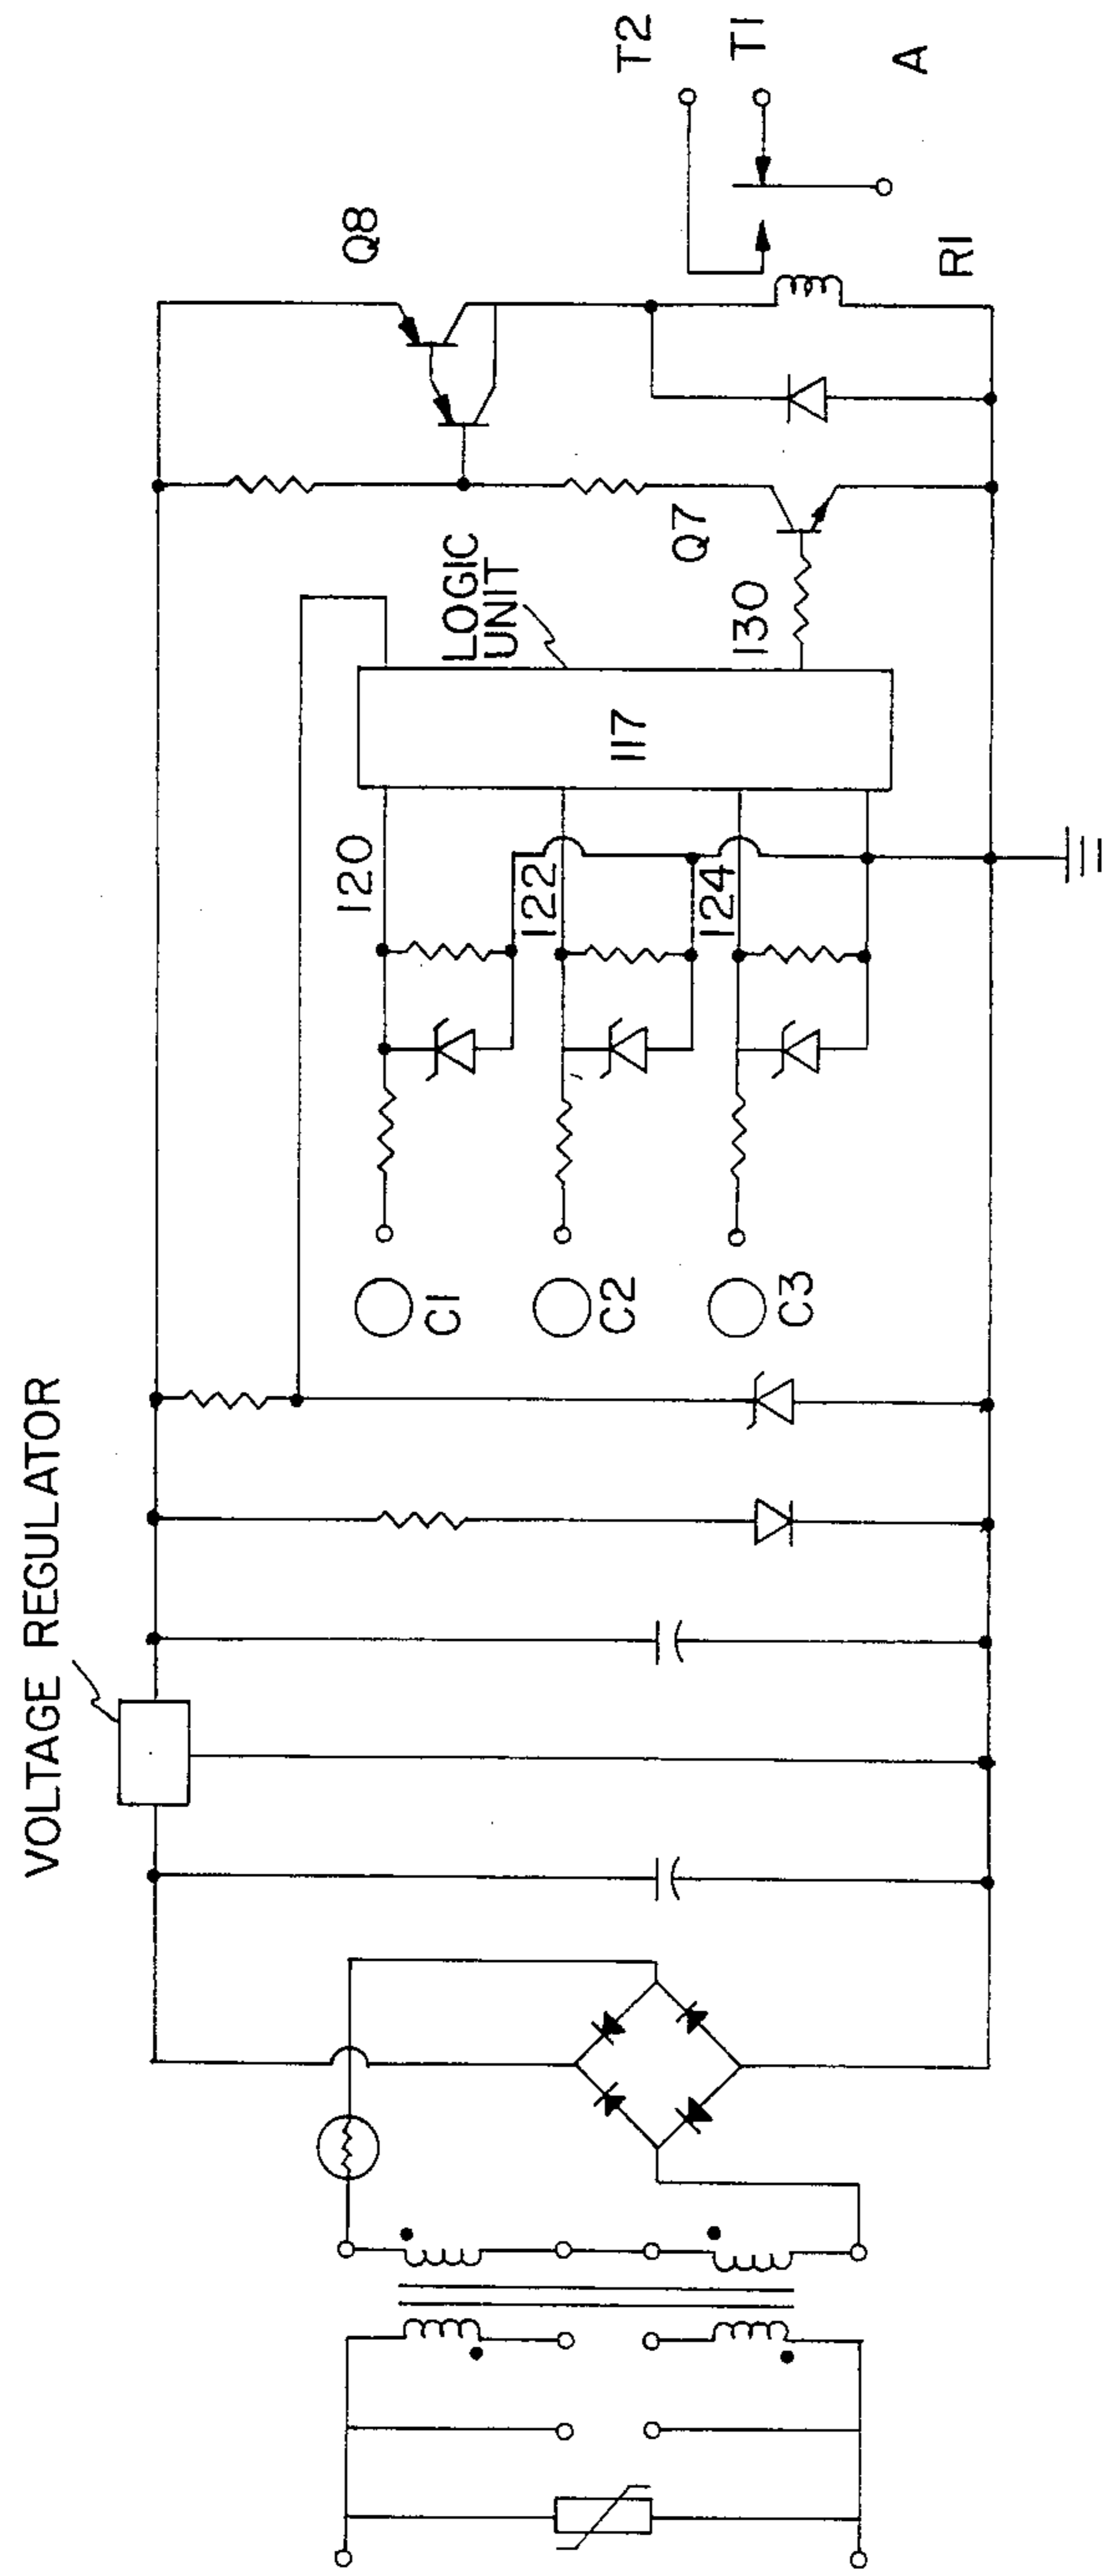 VOLTAGE REGULATOR
C1
C2
C3
120
122
124
117
LOGIC
UNIT
130
Q7
Q8
R1
T2
T1
A